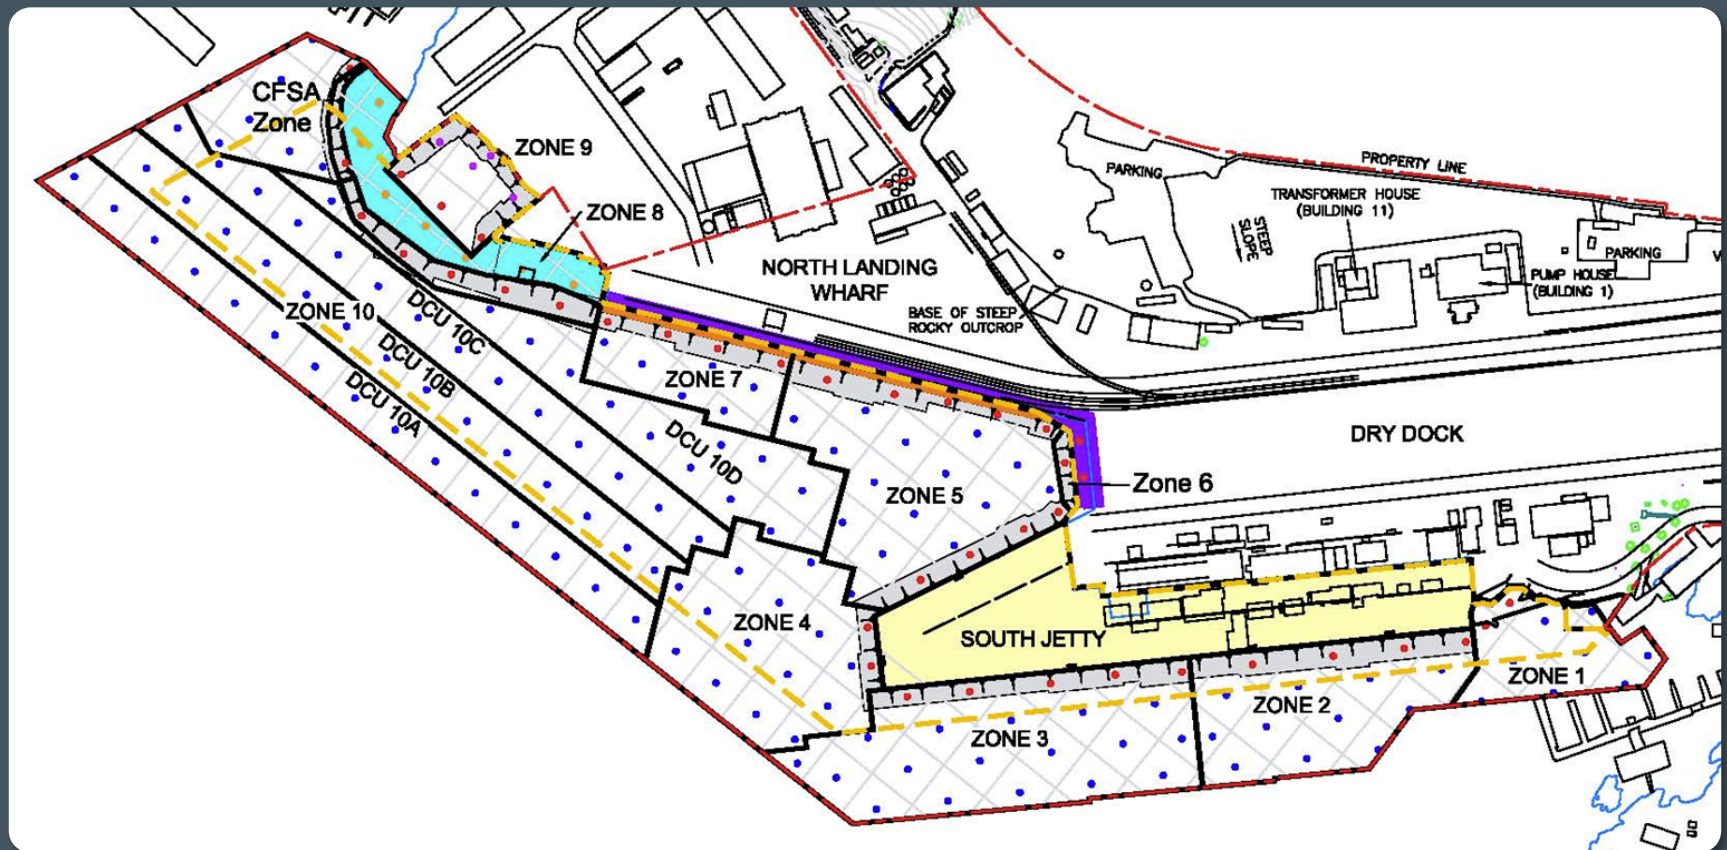 CFSA
Zone
ZONE 9
ZONE 8
PROPERTY LINE
PARKING
TRANSFORMER HOUSE
(BUILDING 11)
STEEP
SLOPE
PARKING
PUMP HOUSE
(BUILDING 1)
NORTH LANDING
WHARF
BASE OF STEEP
ROCKY OUTCROP
ZONE 10
DCU 10C
DCU 10B
DCU 10A
ZONE 7
DCU 10D
DRY DOCK
ZONE 5
Zone 6
ZONE 4
SOUTH JETTY
ZONE 1
ZONE 2
ZONE 3